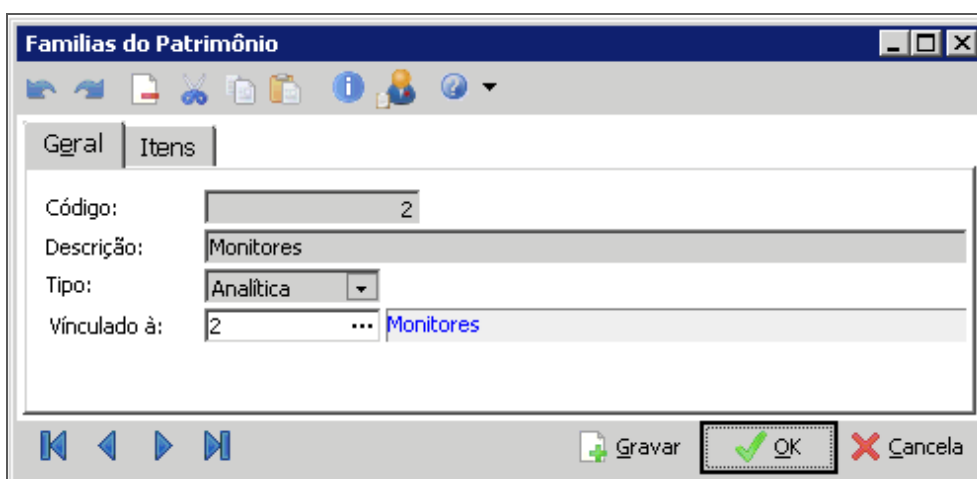 Familias do Patrimônio
Geral Itens
Código: 2
Descrição: Monitores
Tipo: Analítica
Vínculado à: 2 ... Monitores
Gravar OK Cancela